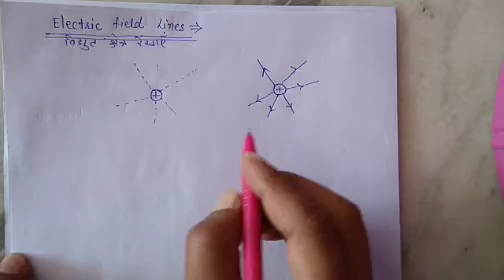 Electric field Lines ⇒
विद्युत क्षेत्र रेखाएं
+
+